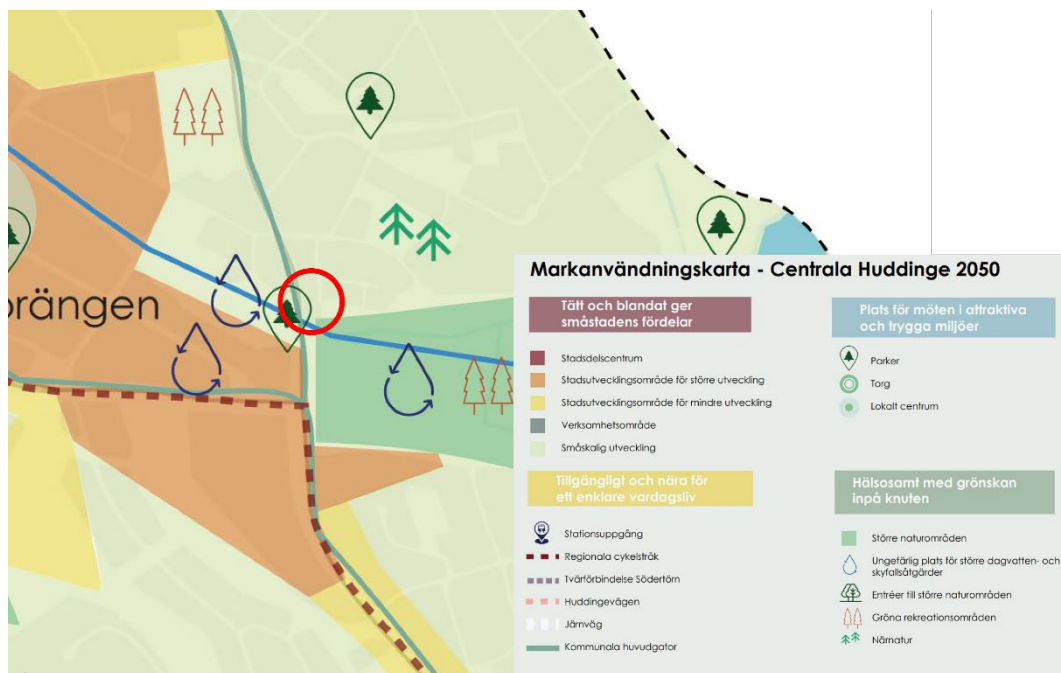 orängen
Markanvändningskarta - Centrala Huddinge 2050
Tätt och blandat ger
småstadens fördelar
Stadsdelscentrum
Stadsutvecklingsområde för större utveckling
Stadsutvecklingsområde för mindre utveckling
Verksamhetsområde
Småskalig utveckling
Plats för möten i attraktiva
och trygga miljöer
Parker
Torg
Lokalt centrum
Tillgängligt och nära för
ett enklare vardagsliv
Stationsuppgång
Regionala cykelstråk
Tvärförbindelse Södertörn
Huddingevägen
Järnväg
Kommunala huvudgator
Hälsosamt med grönskan
inpå knuten
Större naturområden
Ungefärlig plats för större dagvatten- och
skyfallsåtgärder
Entréer till större naturområden
Gröna rekreationsområden
Närnatur